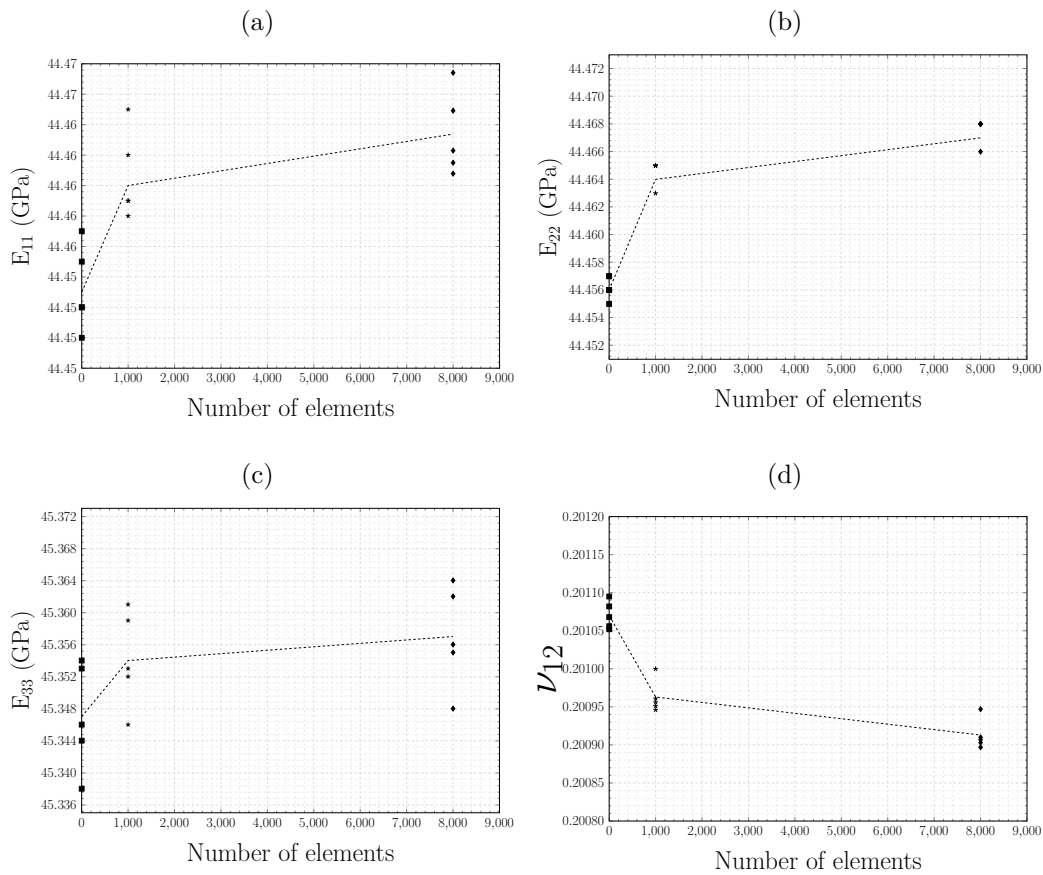 (a)
44.47
44.47
44.46
44.46
44.46
44.46
44.46
44.45
44.45
44.45
44.45
E11 (GPa)
0 1,000 2,000 3,000 4,000 5,000 6,000 7,000 8,000 9,000
Number of elements
(b)
44.472
44.470
44.468
44.466
44.463
44.461
44.459
44.458
44.456
44.454
44.452
44.451
E22 (GPa)
0 1,000 2,000 3,000 4,000 5,000 6,000 7,000 8,000 9,000
Number of elements
(c)
45.372
45.368
45.364
45.360
45.356
45.352
45.348
45.344
45.340
45.336
E33 (GPa)
0 1,000 2,000 3,000 4,000 5,000 6,000 7,000 8,000 9,000
Number of elements
(d)
0.20120
0.20115
0.20110
0.20105
0.20100
0.20095
0.20090
0.20085
0.20080
ν12
0 1,000 2,000 3,000 4,000 5,000 6,000 7,000 8,000 9,000
Number of elements